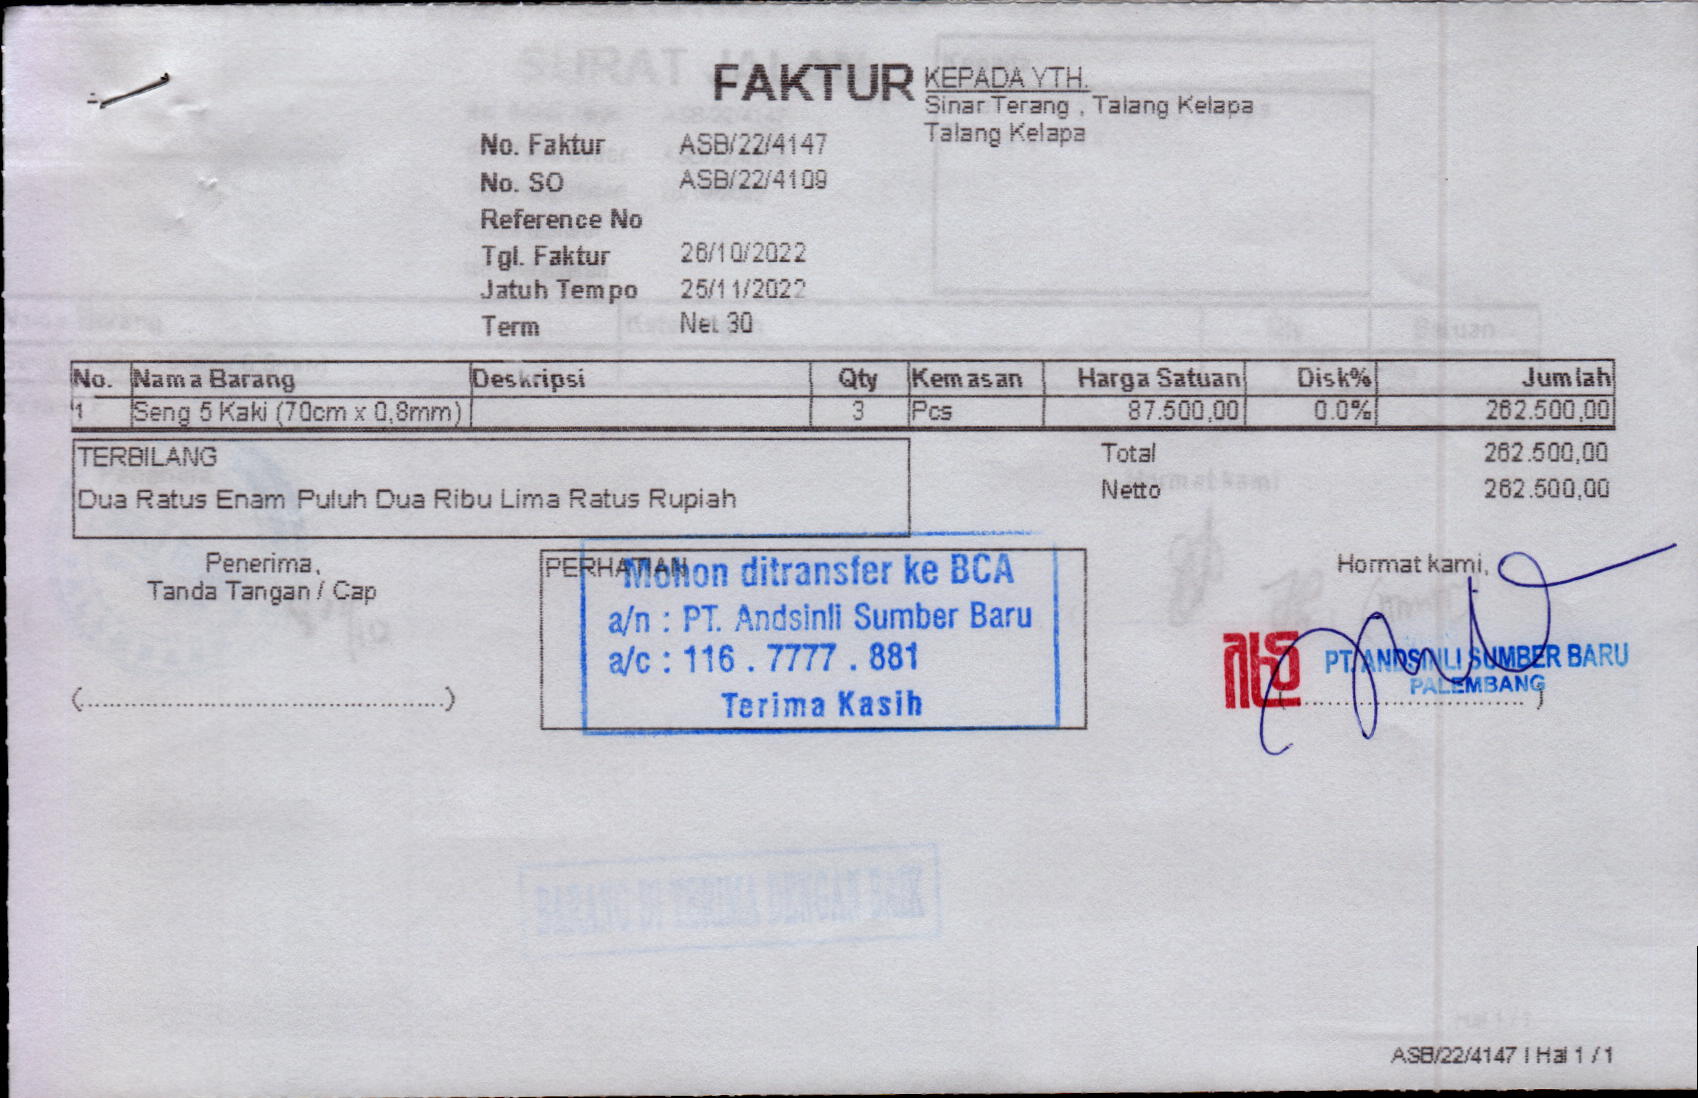 FAKTUR
KEPADA YTH.
Sinar Terang , Talang Kelapa
Talang Kelapa
No. Faktur ASB/22/4147
No. SO ASB/22/4109
Reference No
Tgl. Faktur 26/10/2022
Jatuh Tempo 25/11/2022
Term Net 30
No. Nama Barang Deskripsi Qty Kemasan Harga Satuan Disk% Jumlah
1 Seng 5 Kaki (70cm x 0,8mm) 3 Pcs 87.500,00 0.0% 262.500,00
TERBILANG
Dua Ratus Enam Puluh Dua Ribu Lima Ratus Rupiah
Total 262.500,00
Netto 262.500,00
Penerima,
Tanda Tangan / Cap
(..................................................)
PERHATIAN
Mohon ditransfer ke BCA
a/n : PT. Andsinli Sumber Baru
a/c : 116 . 7777 . 881
Terima Kasih
Hormat kami,
PT. ANDSINLI SUMBER BARU
PALEMBANG
(..............................)
BARANG DI TERIMA DENGAN BAIK
ASB/22/4147 | Hal 1 / 1